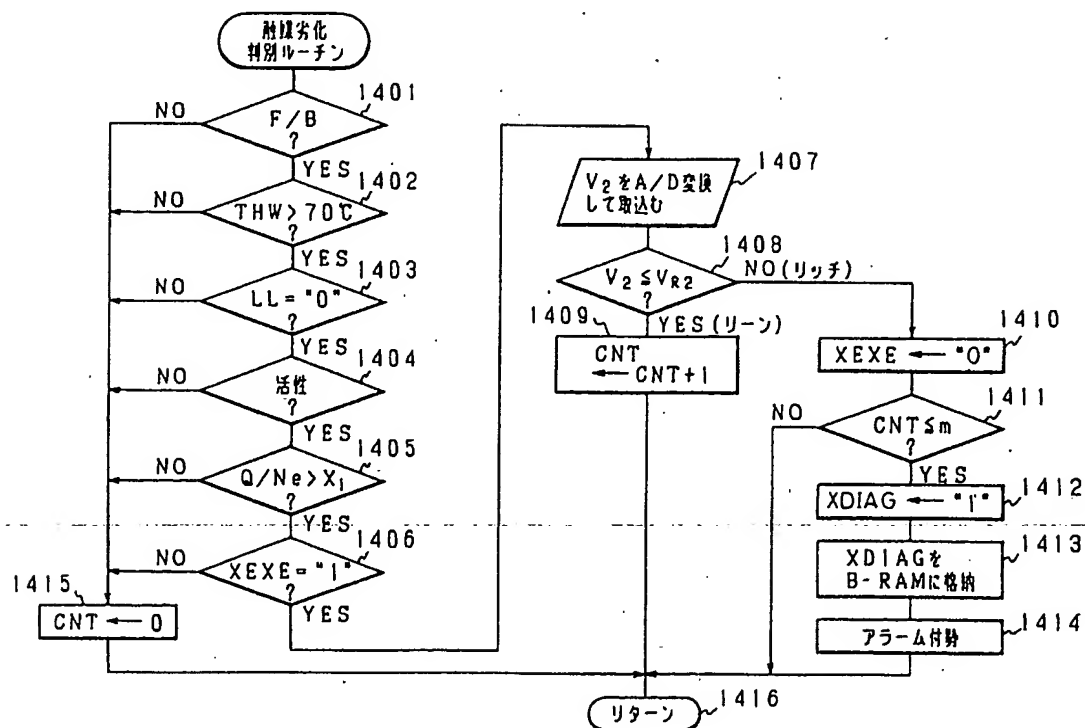 触媒劣化
判別ルーチン
1401
NO
F/B
?
YES
1402
NO
THW>70℃
?
YES
1403
NO
LL="0"
?
YES
1404
NO
活性
?
YES
1405
NO
Q/Ne>X1
?
YES
1406
NO
XEXE="1"
?
YES
1415
CNT ← 0
1407
V2をA/D変換
して取込む
1408
V2≦VR2
?
NO(リッチ)
YES(リーン)
1409
CNT
← CNT+1
1410
XEXE ← "0"
1411
NO
CNT≦m
?
YES
1412
XDIAG ← "1"
1413
XDIAGを
B-RAMに格納
1414
アラーム付勢
リターン
1416